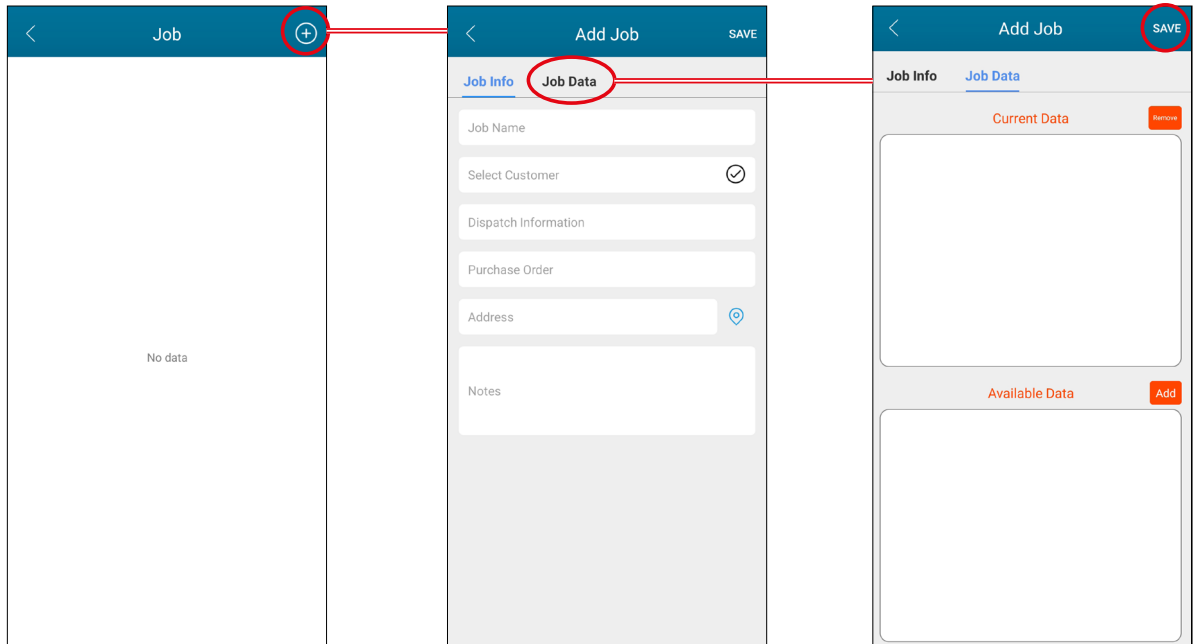 Job
No data
Add Job
SAVE
Job Info
Job Data
Job Name
Select Customer
Dispatch Information
Purchase Order
Address
Notes
Add Job
SAVE
Job Info
Job Data
Current Data
Remove
Available Data
Add